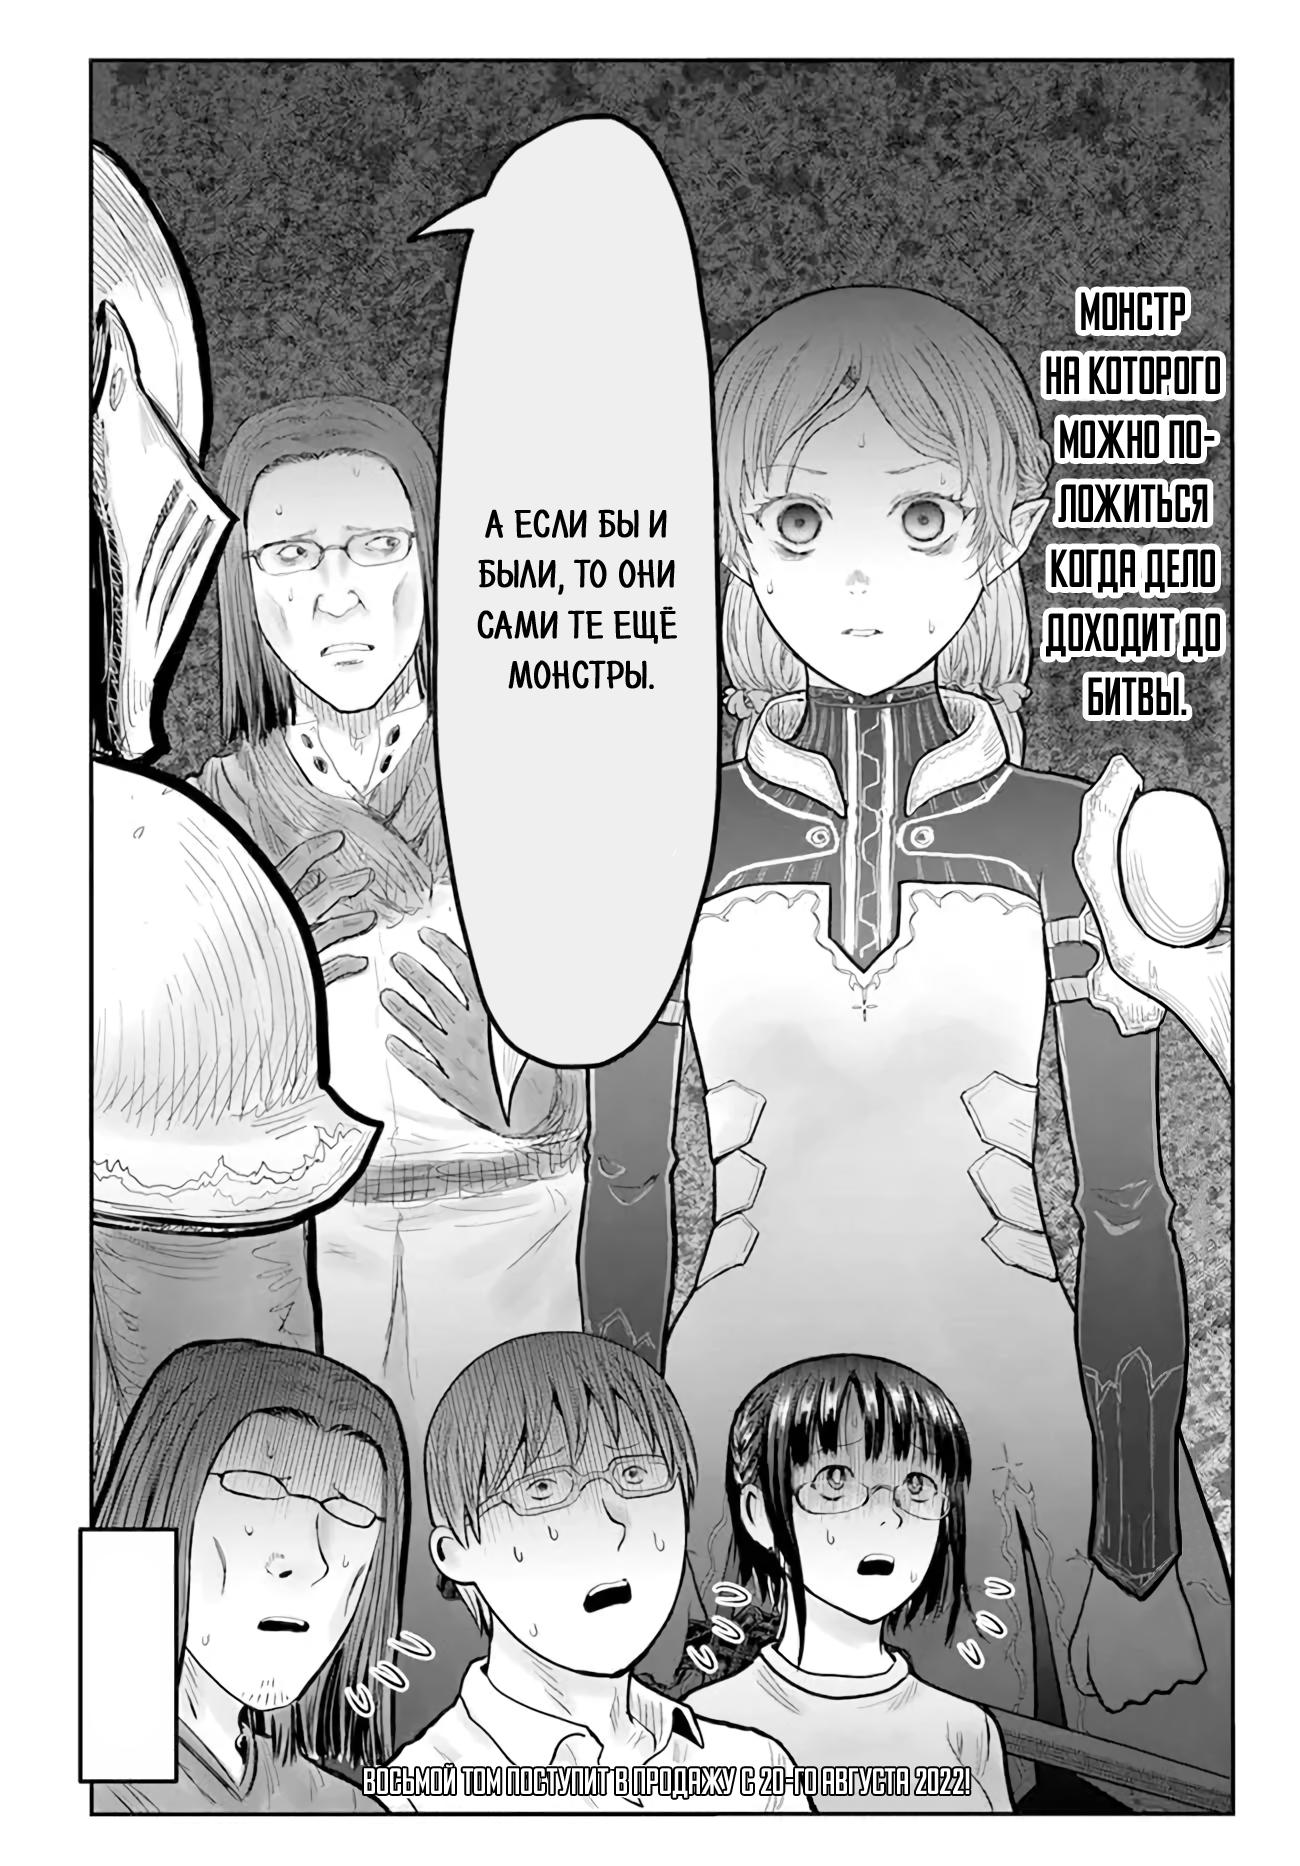 МОНСТР
НА КОТОРОГО
МОЖНО ПО-
ЛОЖИТЬСЯ
КОГДА ДЕЛО
ДОХОДИТ ДО
БИТВЫ.
А ЕСЛИ БЫ И
БЫЛИ, ТО ОНИ
САМИ ТЕ ЕЩЁ
МОНСТРЫ.
ВОСЬМОЙ ТОМ ПОСТУПИТ В ПРОДАЖУ С 20-ГО АВГУСТА 2022!